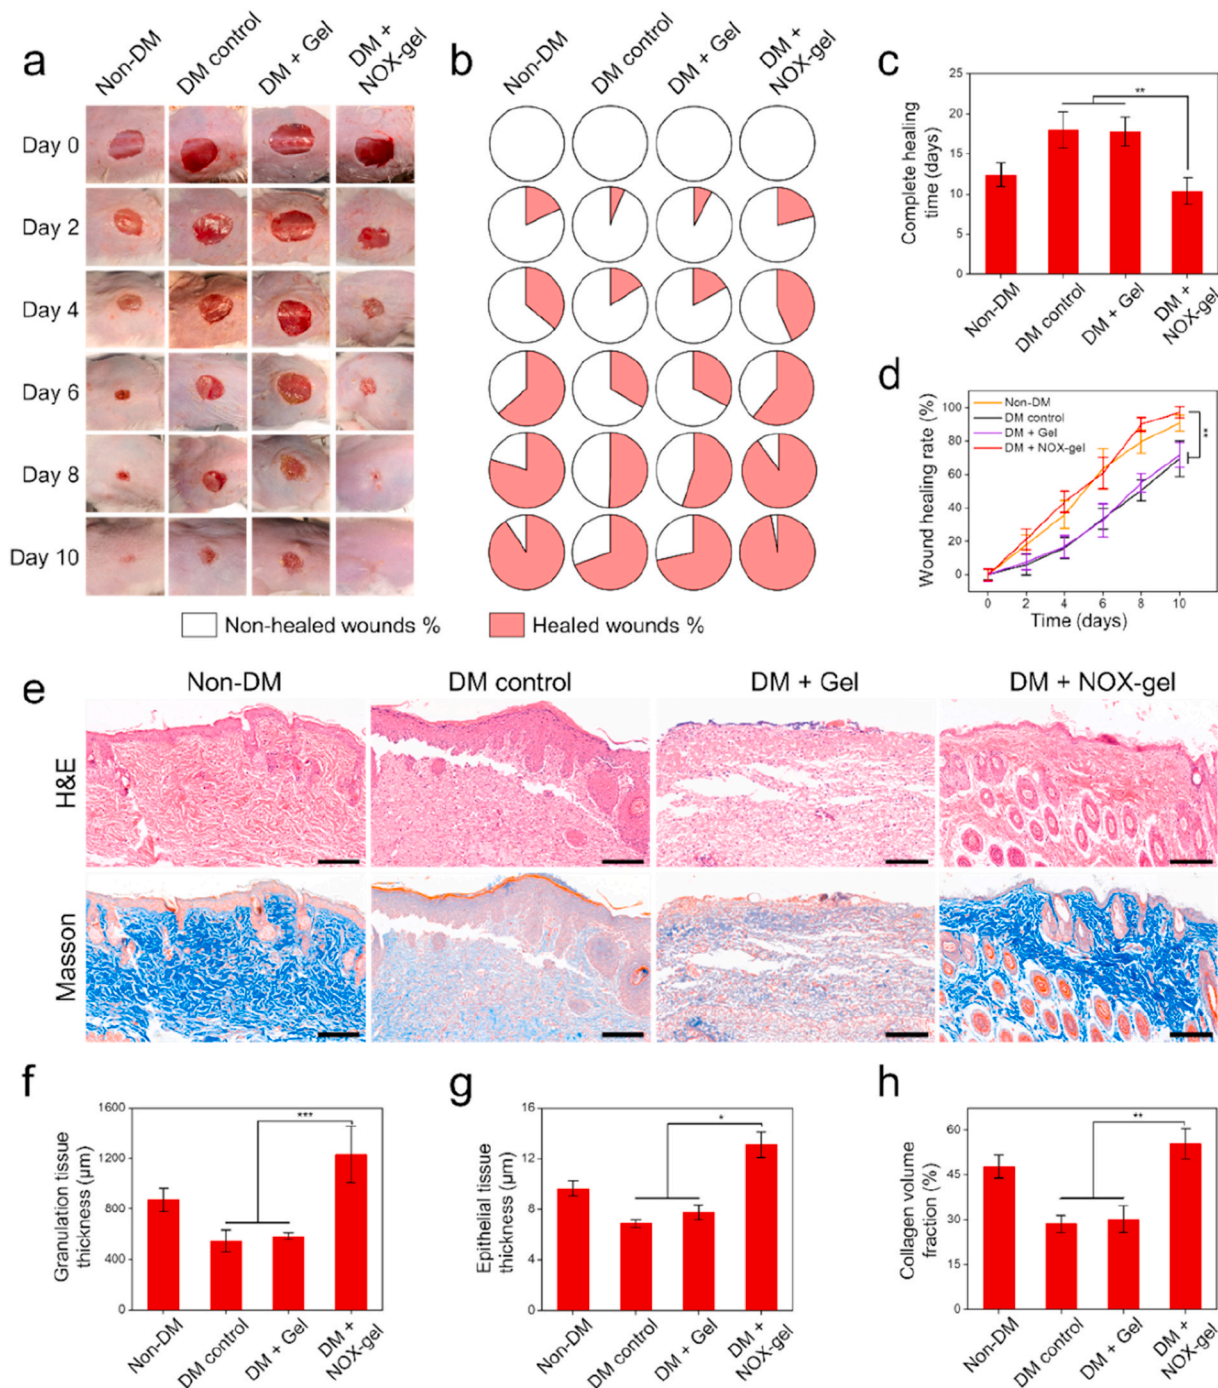 a
Non-DM
DM control
DM + Gel
DM +
NOX-gel
Day 0
Day 2
Day 4
Day 6
Day 8
Day 10
b
Non-DM
DM control
DM + Gel
DM +
NOX-gel
Non-healed wounds %
Healed wounds %
c
Complete healing
time (days)
25
20
15
10
5
0
**
Non-DM
DM control
DM + Gel
DM +
NOX-gel
d
Wound healing rate (%)
100
80
60
40
20
0
Non-DM
DM control
DM + Gel
DM + NOX-gel
**
0 2 4 6 8 10
Time (days)
e
Non-DM
DM control
DM + Gel
DM + NOX-gel
H&E
Masson
f
Granulation tissue
thickness (μm)
1600
1200
800
400
0
***
Non-DM
DM control
DM + Gel
DM +
NOX-gel
g
Epithelial tissue
thickness (μm)
16
12
8
4
0
*
Non-DM
DM control
DM + Gel
DM +
NOX-gel
h
Collagen volume
fraction (%)
60
45
30
15
0
**
Non-DM
DM control
DM + Gel
DM +
NOX-gel